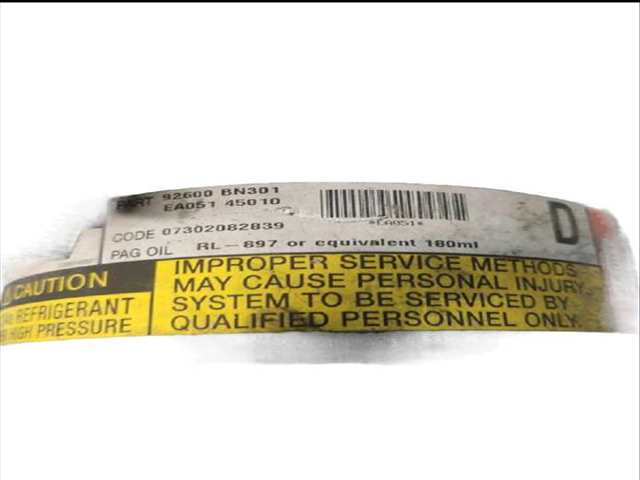 PART 92600 BN301
EA051 45010
*EA051*
D
CODE 07302082839
PAG OIL RL-897 or equivalent 180ml
CAUTION
REFRIGERANT
HIGH PRESSURE
IMPROPER SERVICE METHODS
MAY CAUSE PERSONAL INJURY.
SYSTEM TO BE SERVICED BY
QUALIFIED PERSONNEL ONLY.